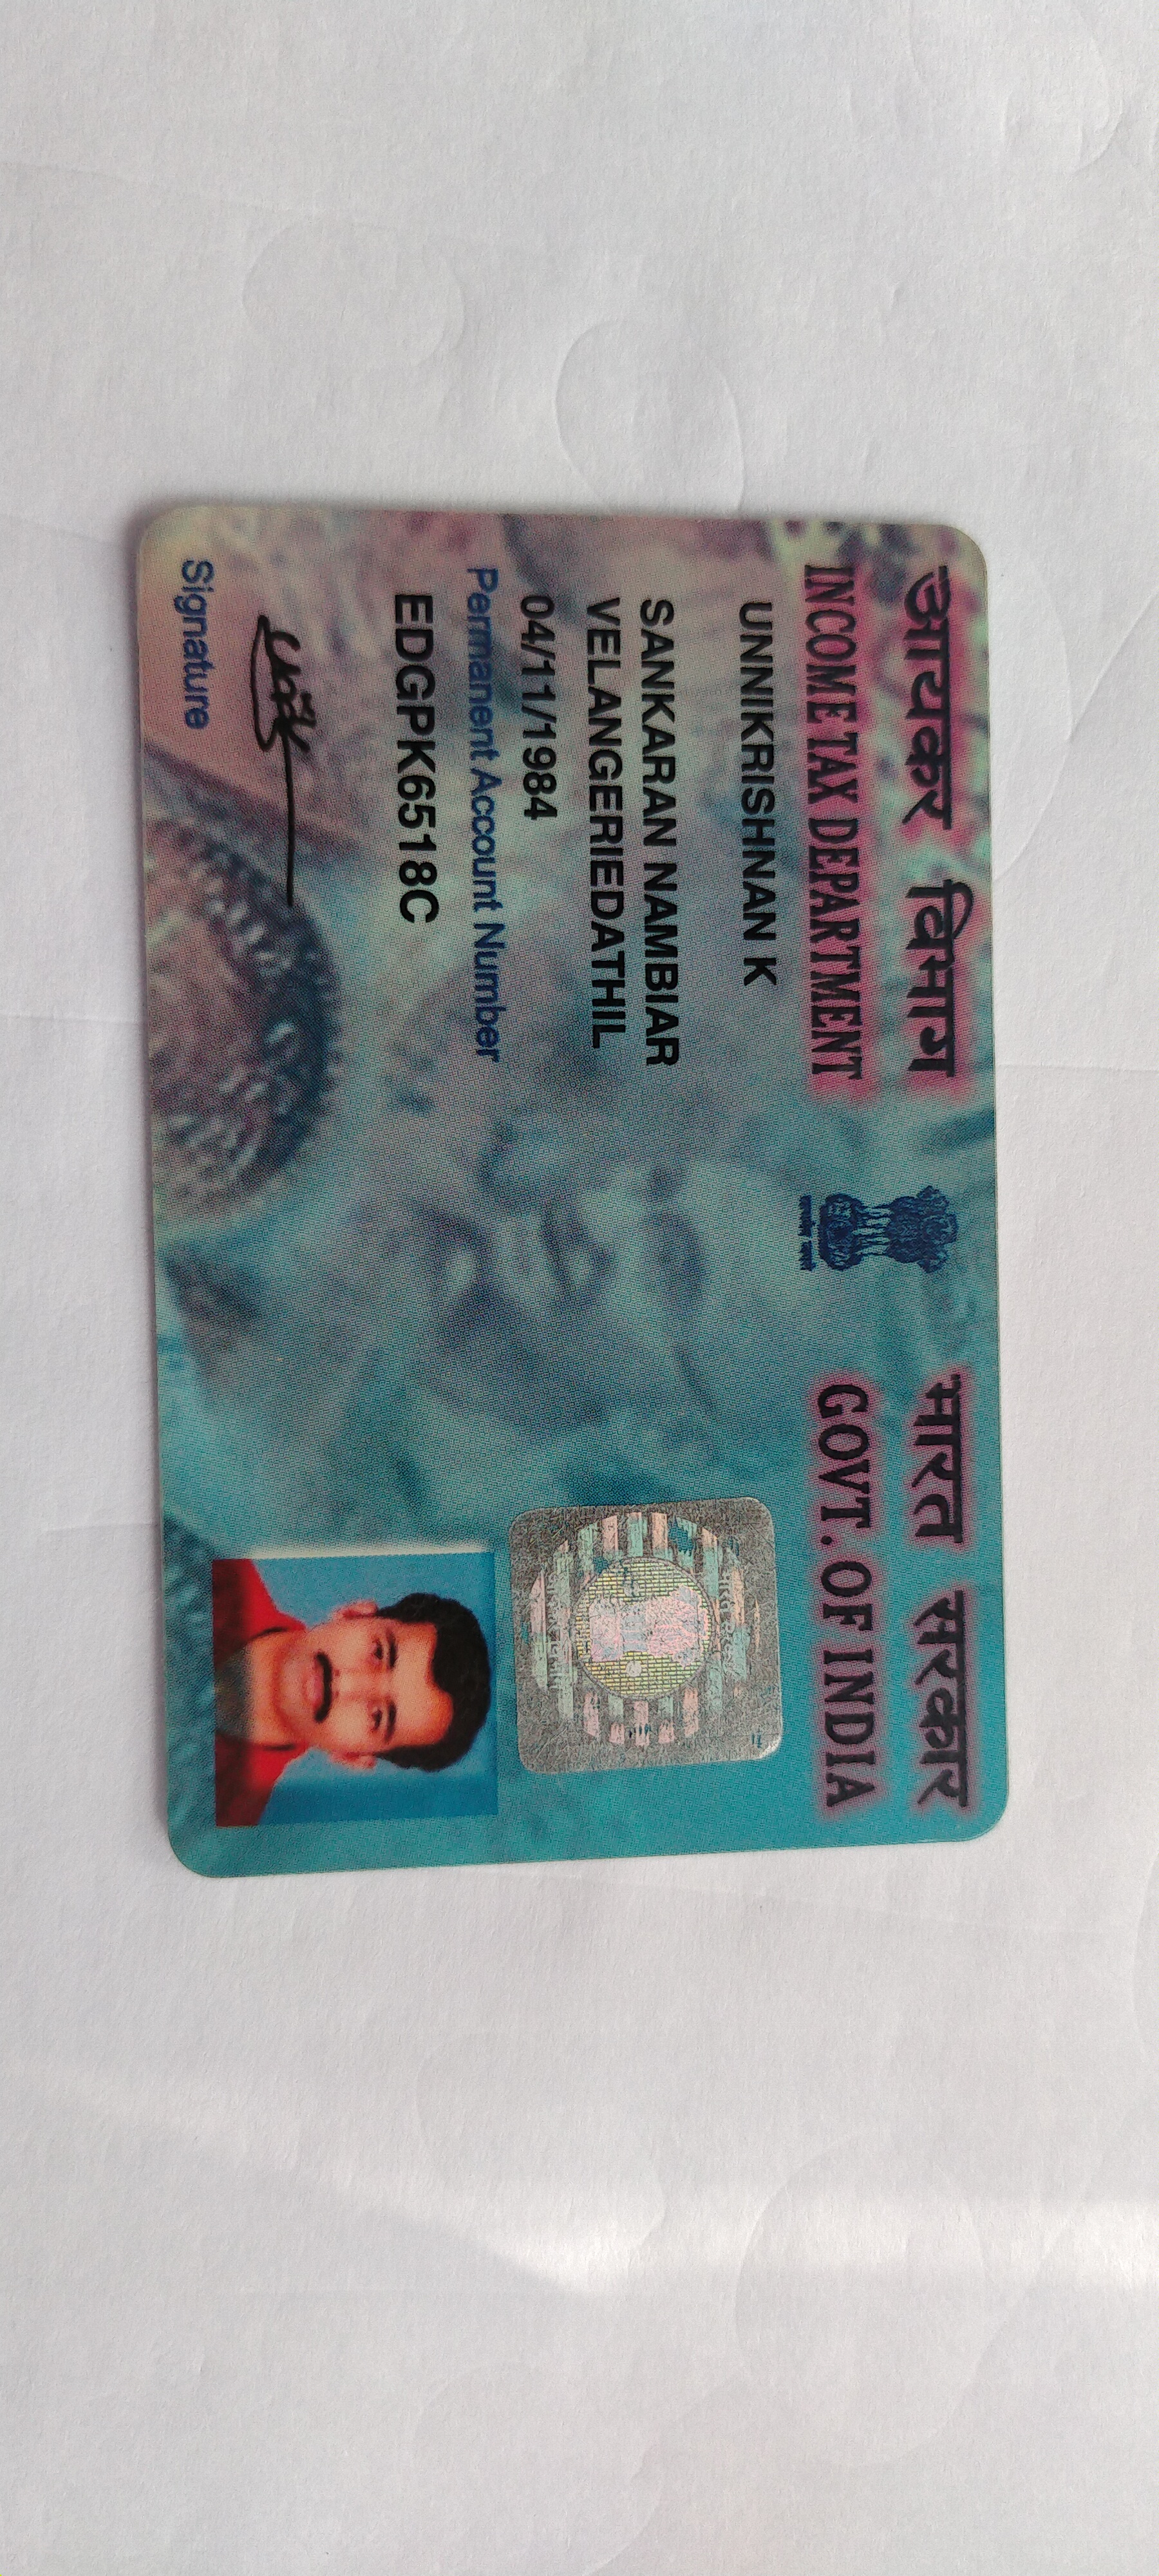 आयकर विभाग
INCOME TAX DEPARTMENT
भारत सरकार
GOVT. OF INDIA
UNNIKRISHNAN K
SANKARAN NAMBIAR
VELANGERIEDATHIL
04/11/1984
Permanent Account Number
EDGPK6518C
Signature